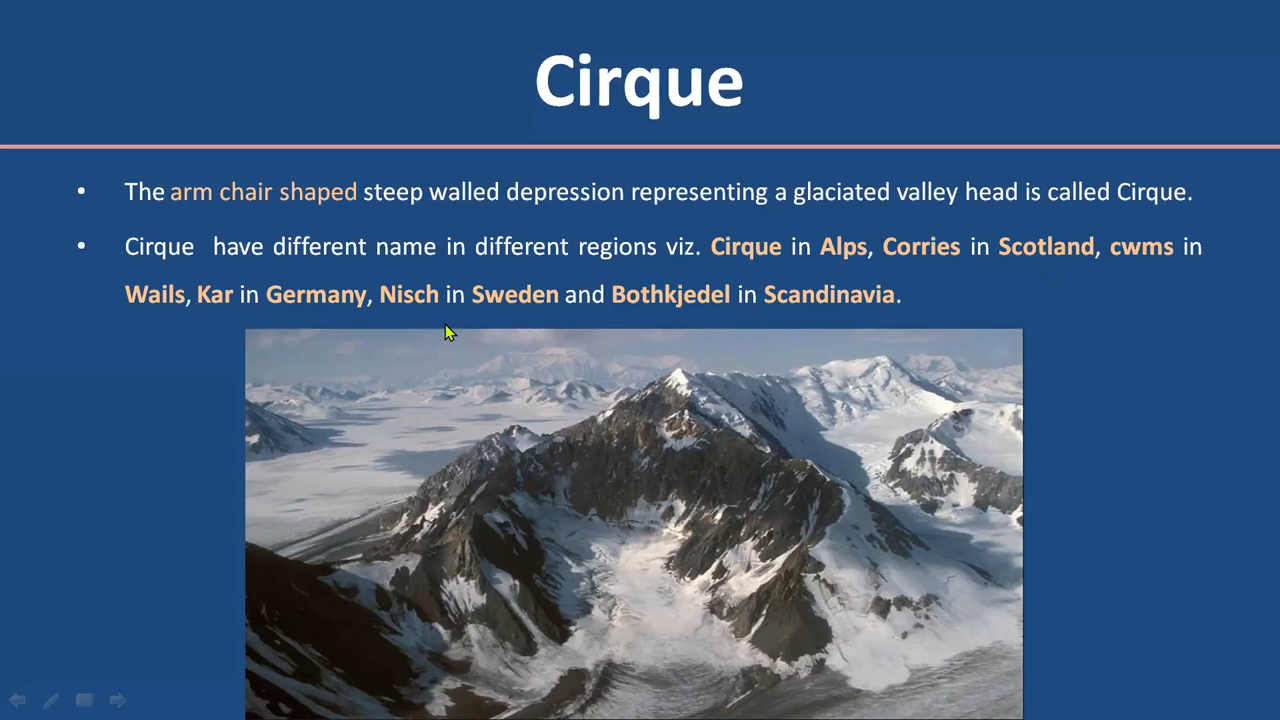 Cirque
• The arm chair shaped steep walled depression representing a glaciated valley head is called Cirque.
• Cirque have different name in different regions viz. Cirque in Alps, Corries in Scotland, cwms in
Wails, Kar in Germany, Nisch in Sweden and Bothkjedel in Scandinavia.